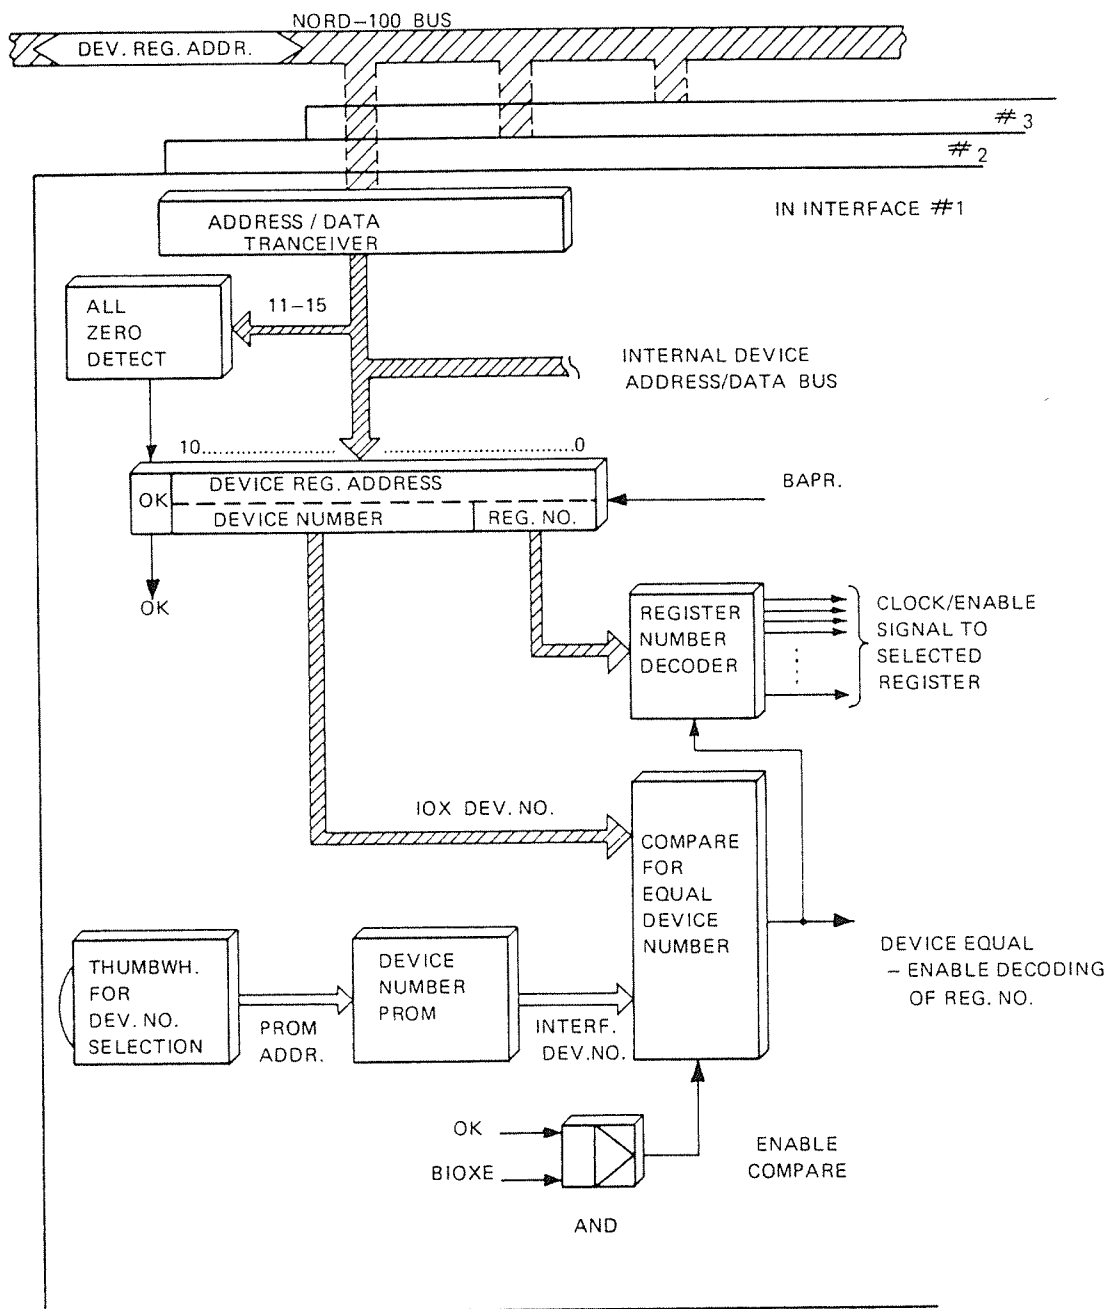 NORD-100 BUS
DEV. REG. ADDR.
#3
#2
IN INTERFACE #1
ADDRESS / DATA
TRANCEIVER
ALL
ZERO
DETECT
11-15
INTERNAL DEVICE
ADDRESS/DATA BUS
10........................................................0
OK
DEVICE REG. ADDRESS
DEVICE NUMBER
REG. NO.
BAPR.
OK
REGISTER
NUMBER
DECODER
CLOCK/ENABLE
SIGNAL TO
SELECTED
REGISTER
IOX DEV. NO.
COMPARE
FOR
EQUAL
DEVICE
NUMBER
THUMBWH.
FOR
DEV. NO.
SELECTION
PROM
ADDR.
DEVICE
NUMBER
PROM
INTERF.
DEV.NO.
DEVICE EQUAL
– ENABLE DECODING
OF REG. NO.
OK
BIOXE
AND
ENABLE
COMPARE